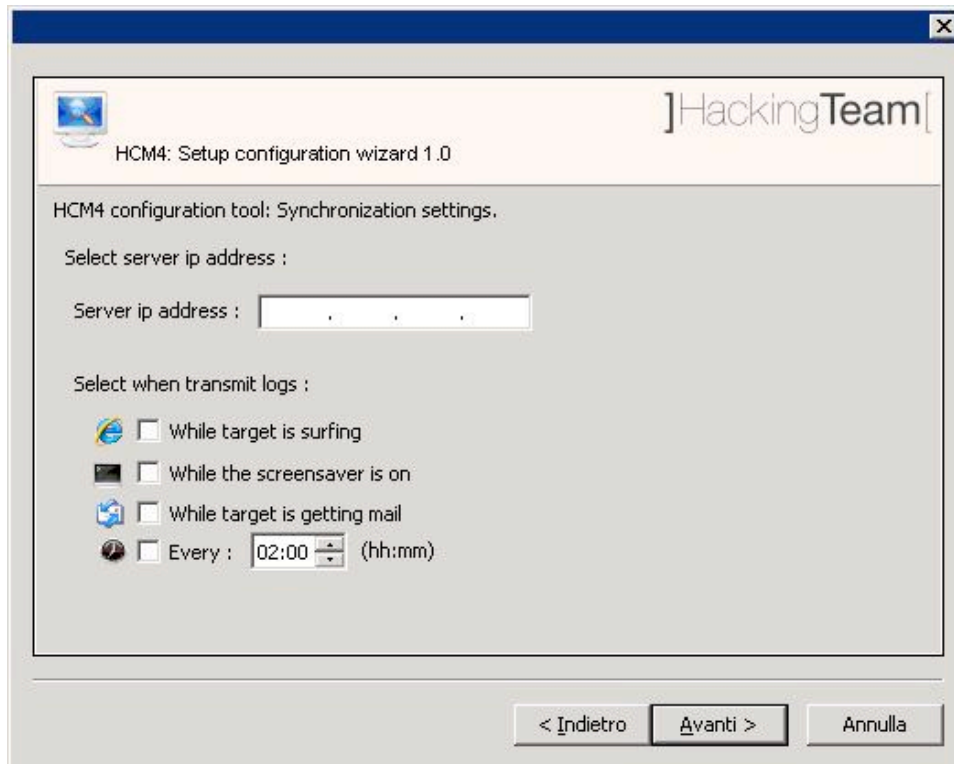 ]HackingTeam[
HCM4: Setup configuration wizard 1.0
HCM4 configuration tool: Synchronization settings.
Select server ip address :
Server ip address : . . .
Select when transmit logs :
While target is surfing
While the screensaver is on
While target is getting mail
Every : 02:00 (hh:mm)
< Indietro Avanti > Annulla